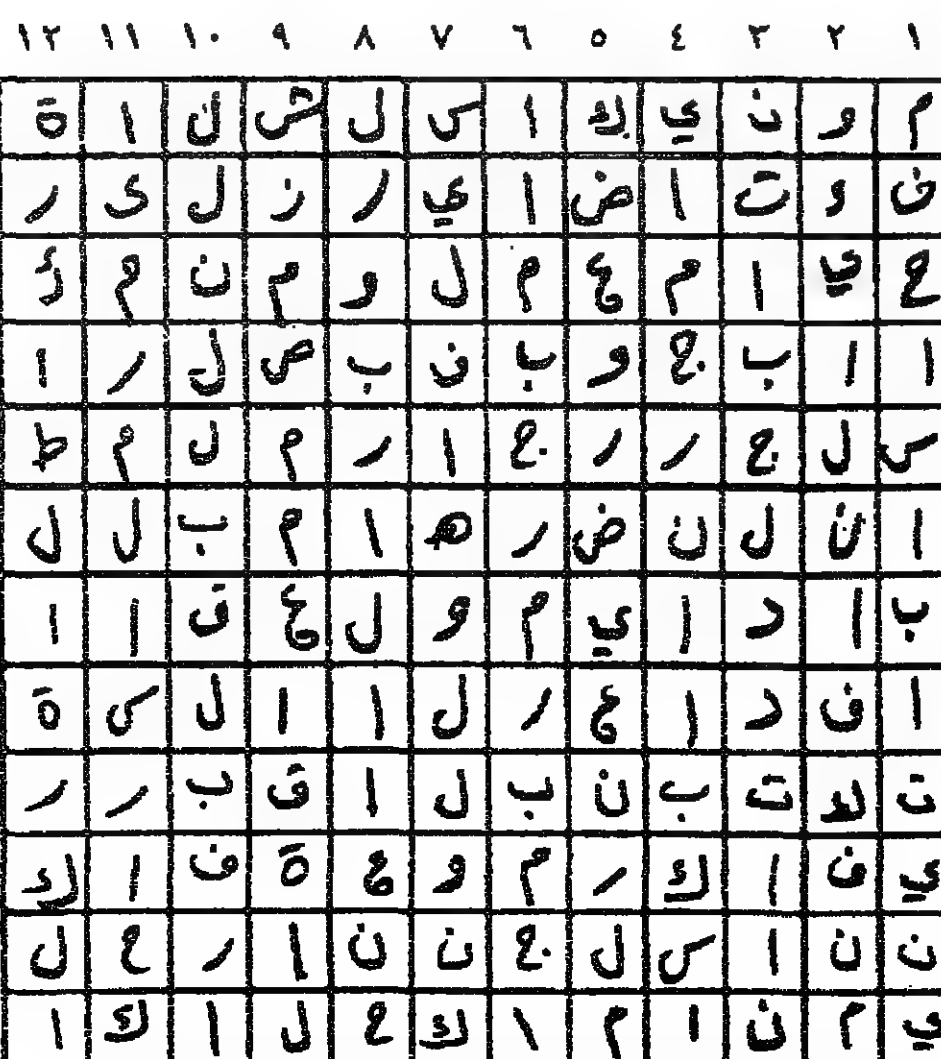 ١ ٢ ٣ ٤ ٥ ٦ ٧ ٨ ٩ ١٠ ١١ ١٢
م و ن ي ك ا س ل ش ن ا ة
ن و ت ا ض ا ي ر ز ل ى ر
ح ي ا م ع م ل و م ن م ك
ا ا ب ج و ب ن ب ص ل ر ا
س ل ج ر ر ج ا ر م ل م ط
ا ن ل ن ض ر ه ا م ب ل ل
ب ا د ا ي م و ل ع ف ا ا
ا ف د ا ع ر ل ا ا ل س ة
ت ك ت ب ن ب ل ا ق ب ر ر
ي ف ا ك ر م و ع ة ف ا ك
ن ن ا س ل ج ن ن ا ر ح ل
ي م ن ا م ا ك ح ل ا ك ا